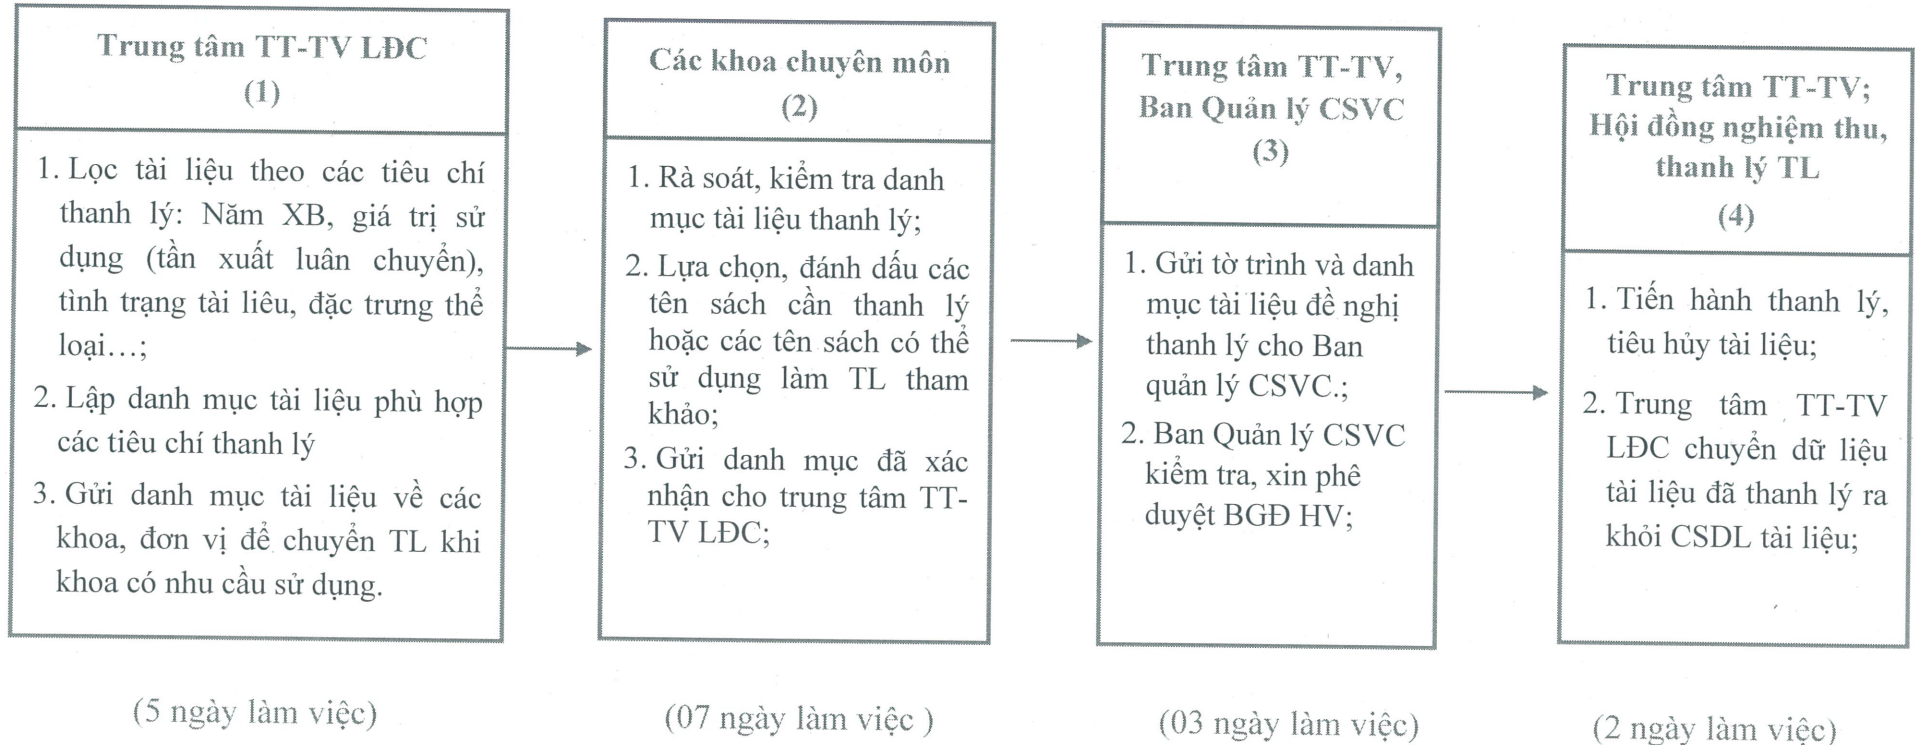 Trung tâm TT-TV LĐC
(1)
1. Lọc tài liệu theo các tiêu chí
thanh lý: Năm XB, giá trị sử
dụng (tần xuất luân chuyển),
tình trạng tài liêu, đặc trưng thể
loại…;
2. Lập danh mục tài liệu phù hợp
các tiêu chí thanh lý
3. Gửi danh mục tài liệu về các
khoa, đơn vị để chuyển TL khi
khoa có nhu cầu sử dụng.
(5 ngày làm việc)
Các khoa chuyên môn
(2)
1. Rà soát, kiểm tra danh
mục tài liệu thanh lý;
2. Lựa chọn, đánh dấu các
tên sách cần thanh lý
hoặc các tên sách có thể
sử dụng làm TL tham
khảo;
3. Gửi danh mục đã xác
nhận cho trung tâm TT-
TV LĐC;
(07 ngày làm việc )
Trung tâm TT-TV,
Ban Quản lý CSVC
(3)
1. Gửi tờ trình và danh
mục tài liệu đề nghị
thanh lý cho Ban
quản lý CSVC.;
2. Ban Quản lý CSVC
kiểm tra, xin phê
duyệt BGĐ HV;
(03 ngày làm việc)
Trung tâm TT-TV;
Hội đồng nghiệm thu,
thanh lý TL
(4)
1. Tiến hành thanh lý,
tiêu hủy tài liệu;
2. Trung tâm TT-TV
LĐC chuyển dữ liệu
tài liệu đã thanh lý ra
khỏi CSDL tài liệu;
(2 ngày làm việc)